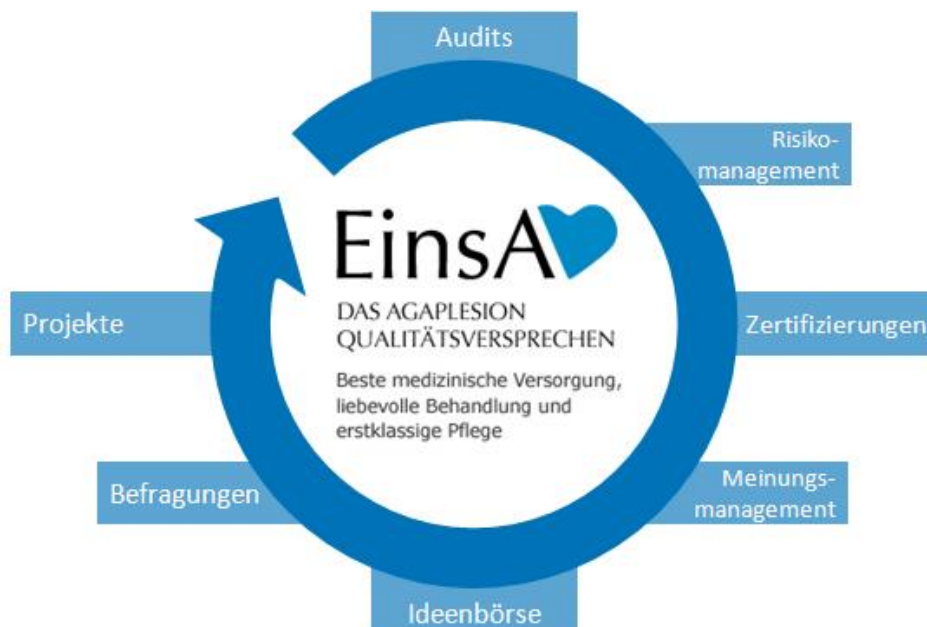 Audits
Risiko-
management
EinsA
DAS AGAPLESION
QUALITÄTSVERSPRECHEN
Beste medizinische Versorgung,
liebevolle Behandlung und
erstklassige Pflege
Projekte
Zertifizierungen
Befragungen
Meinungs-
management
Ideenbörse